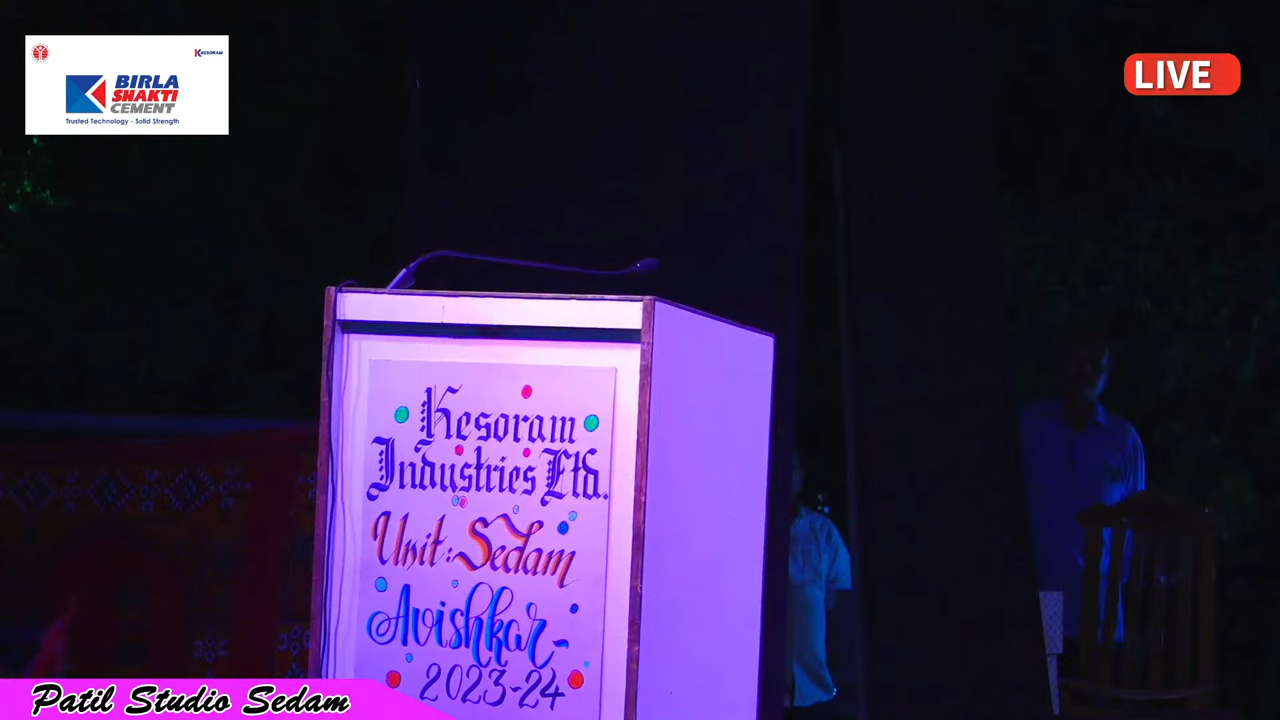 KESORAM
BIRLA
SHAKTI
CEMENT
Trusted Technology - Solid Strength
LIVE
Kesoram
Industries Ltd.
Unit: Sedam
Avishkar-
2023-24
Patil Studio Sedam